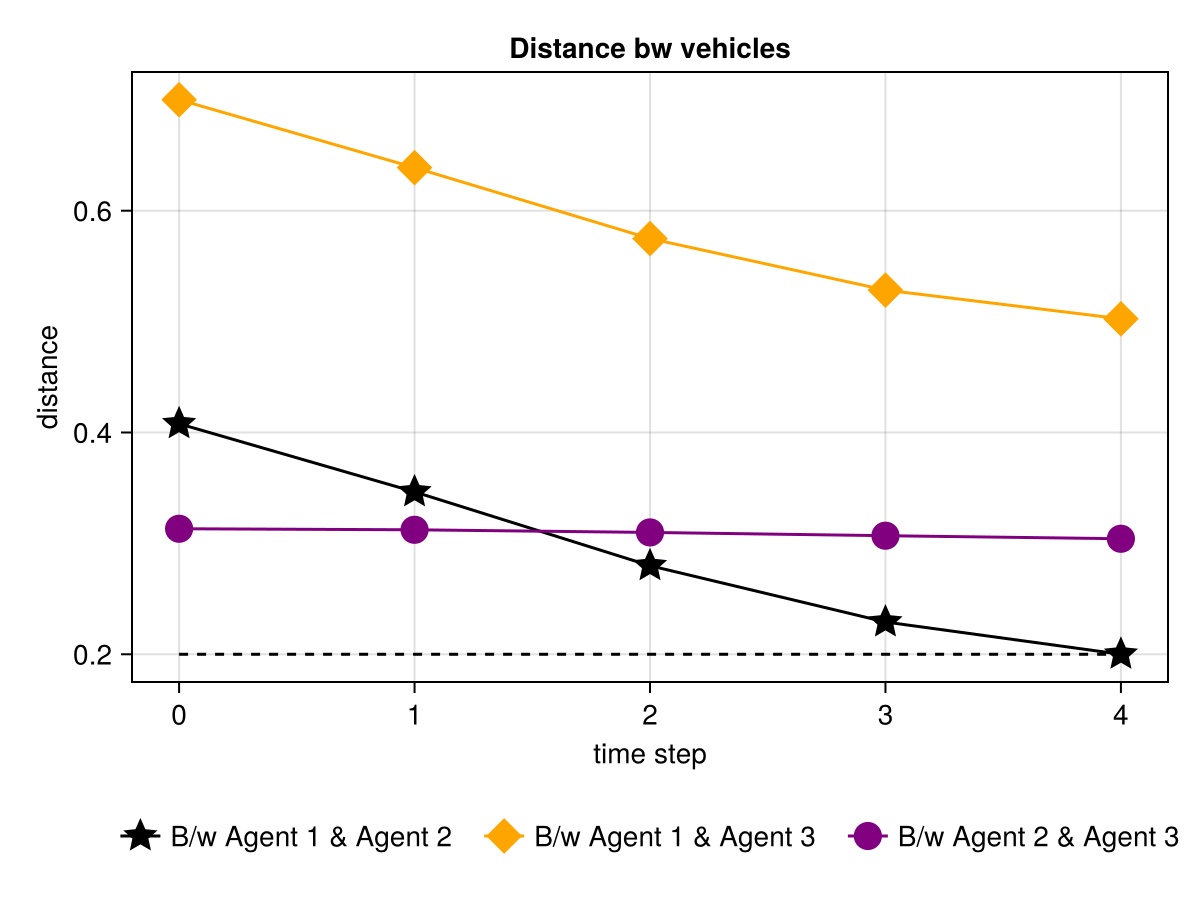 Distance bw vehicles
distance
0.6
0.4
0.2
0 1 2 3 4
time step
B/w Agent 1 & Agent 2 B/w Agent 1 & Agent 3 B/w Agent 2 & Agent 3